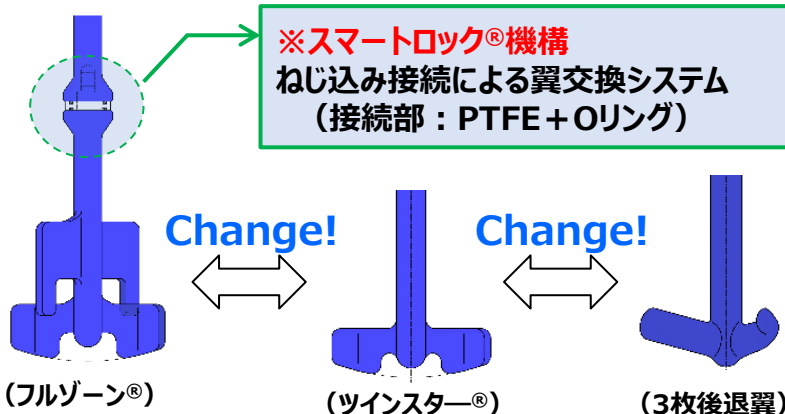 ※スマートロック®機構
ねじ込み接続による翼交換システム
（接続部：PTFE＋Oリング）
Change!
Change!
（フルゾーン®）
（ツインスター®）
（3枚後退翼）